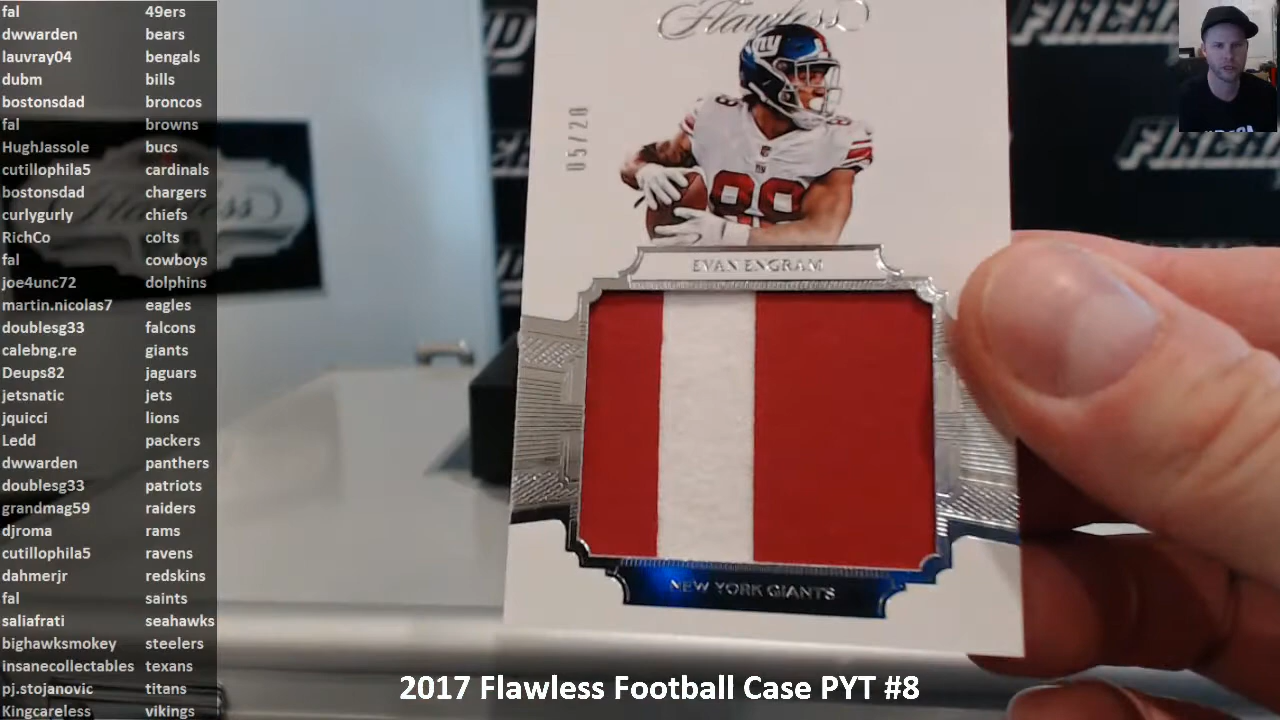 fal 49ers
dwwarden bears
lauvray04 bengals
dubm bills
bostonsdad broncos
fal browns
HughJassole bucs
cutillophila5 cardinals
bostonsdad chargers
curlygurly chiefs
RichCo colts
fal cowboys
joe4unc72 dolphins
martin.nicolas7 eagles
doublesg33 falcons
calebng.re giants
Deups82 jaguars
jetsnatic jets
jquicci lions
Ledd packers
dwwarden panthers
doublesg33 patriots
grandmag59 raiders
djroma rams
cutillophila5 ravens
dahmerjr redskins
fal saints
saliafrati seahawks
bighawksmokey steelers
insanecollectables texans
pj.stojanovic titans
Kingcareless vikings
Flawless
05/20
NY
89
88
EVAN ENGRAM
NEW YORK GIANTS
Flawless
2017 Flawless Football Case PYT #8